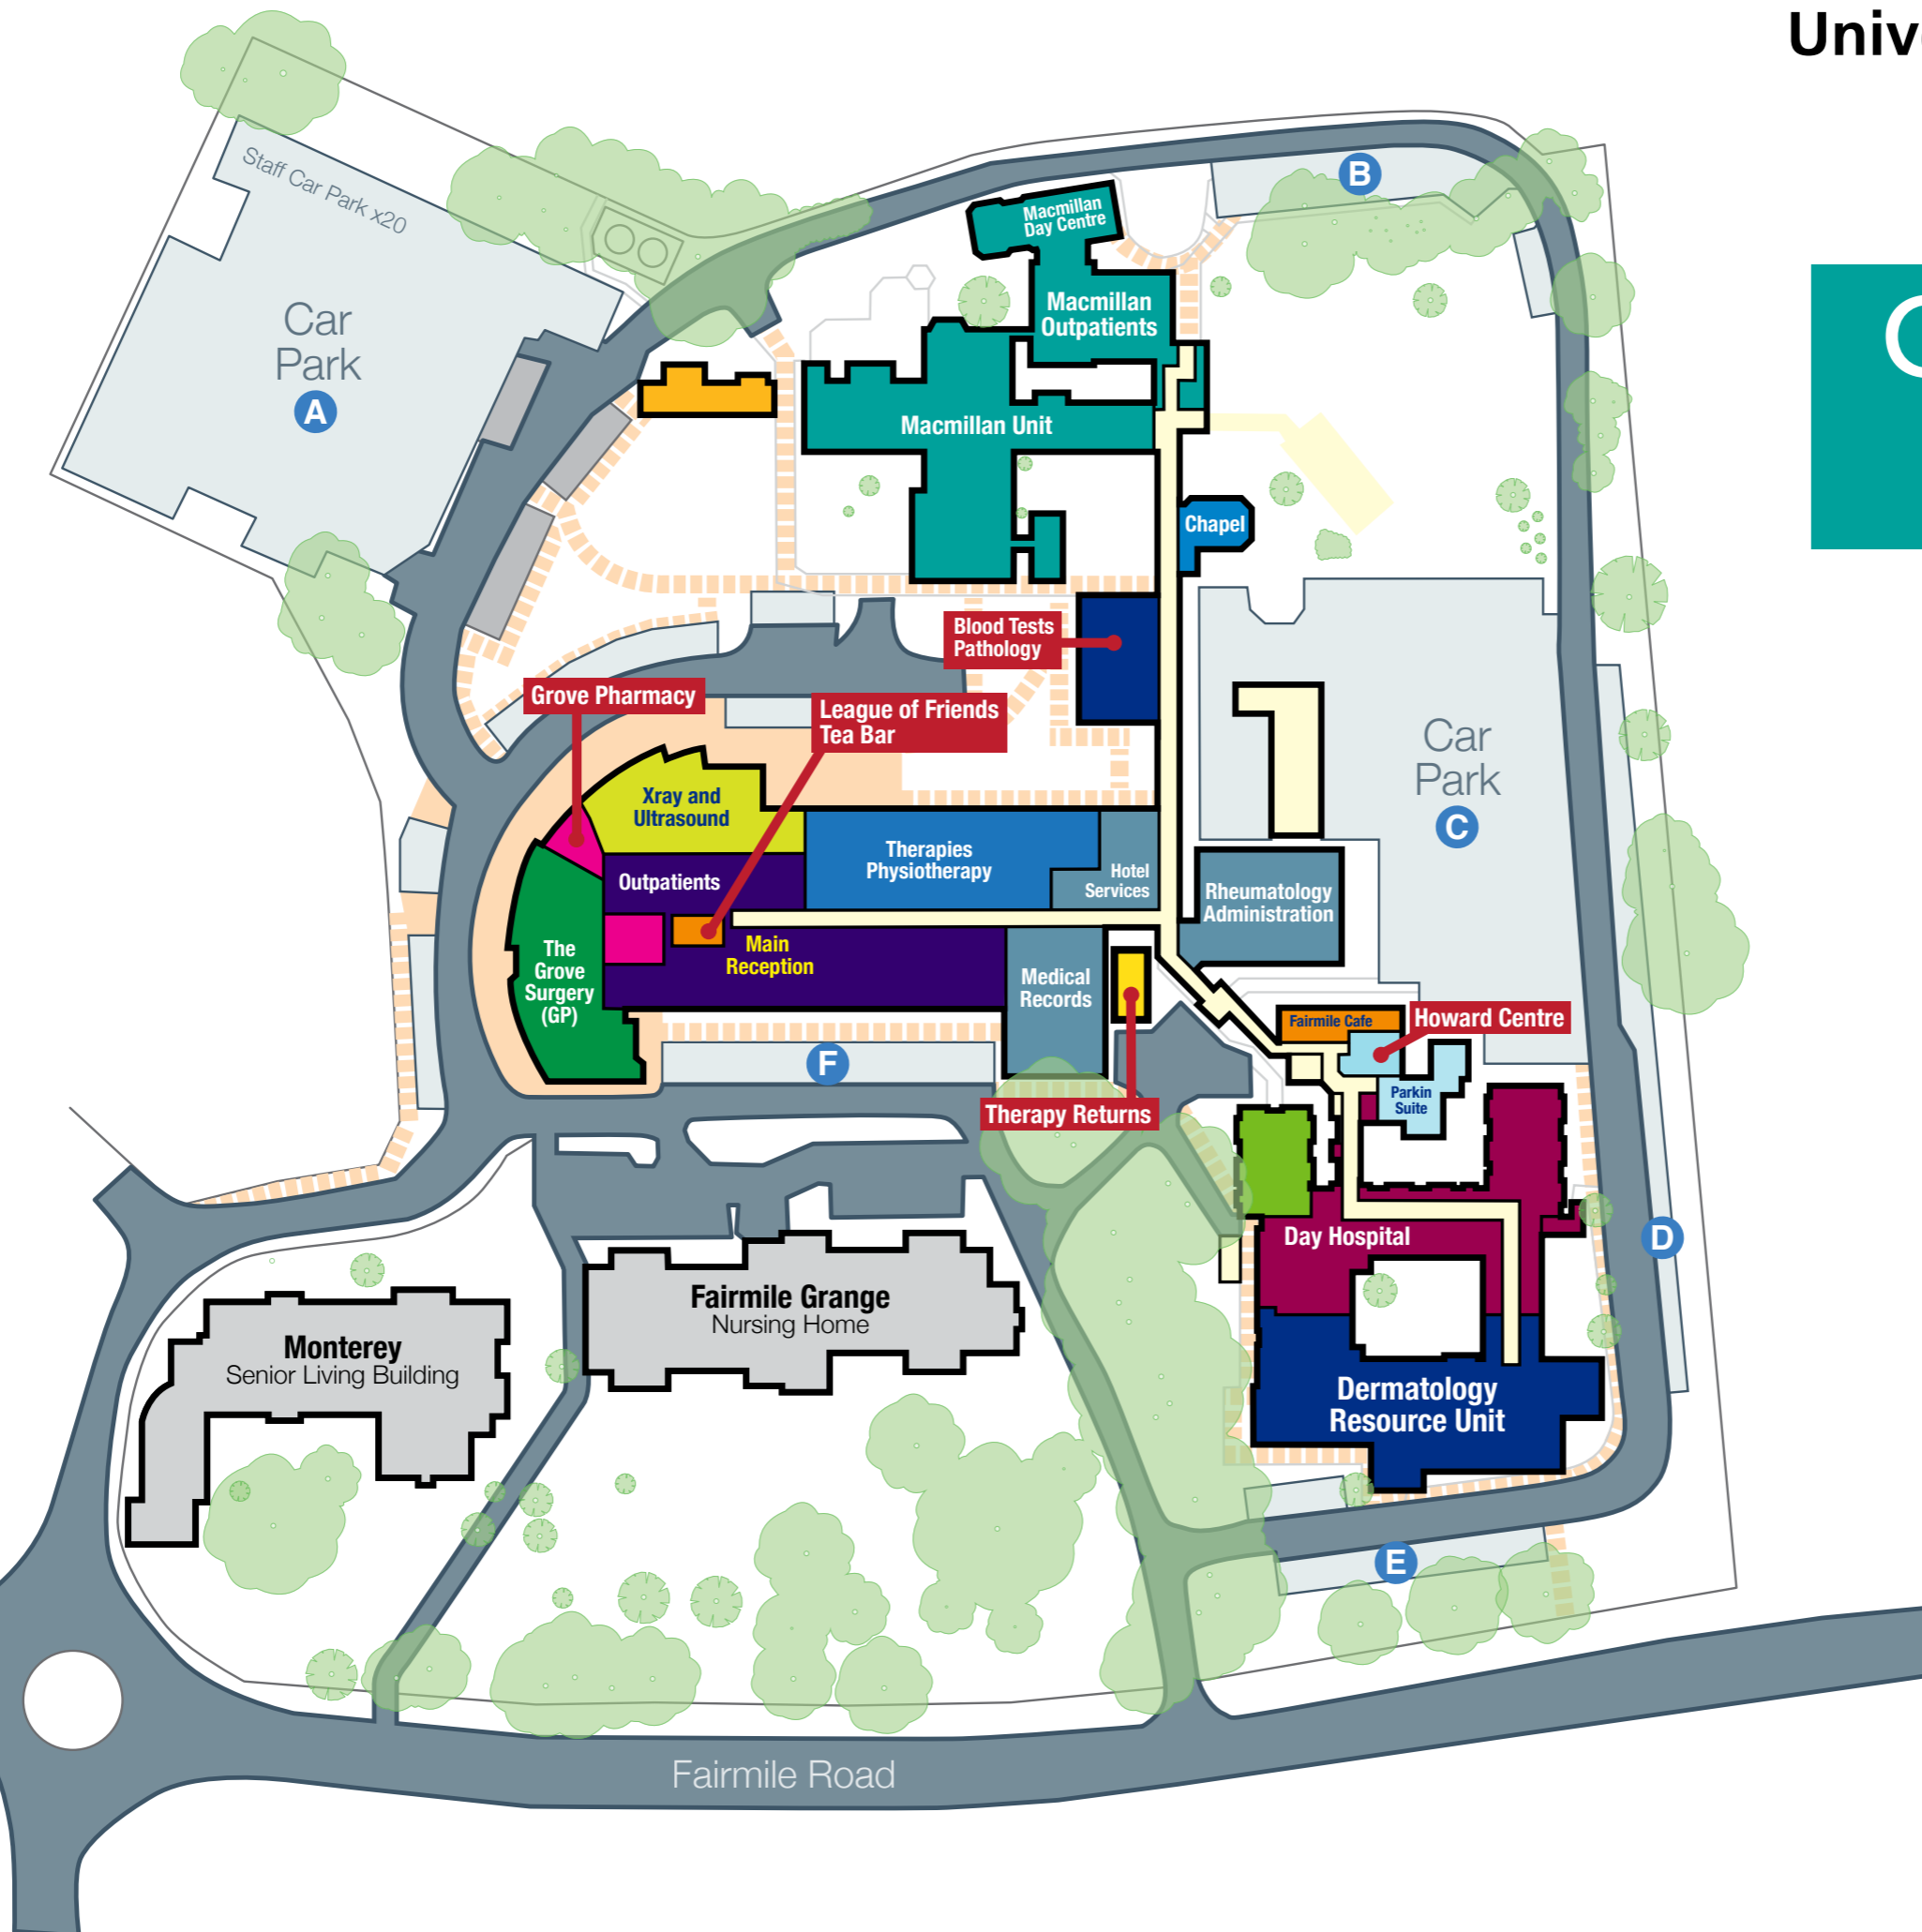 Staff Car Park x20
Car
Park
A
B
Macmillan
Day Centre
Macmillan
Outpatients
Macmillan Unit
Chapel
Blood Tests
Pathology
Grove Pharmacy
League of Friends
Tea Bar
Xray and
Ultrasound
Car
Park
C
Therapies
Physiotherapy
Hotel
Services
Outpatients
Rheumatology
Administration
Main
Reception
The
Grove
Surgery
(GP)
Medical
Records
Fairmile Cafe
Howard Centre
F
Parkin
Suite
Therapy Returns
Day Hospital
D
Fairmile Grange
Nursing Home
Monterey
Senior Living Building
Dermatology
Resource Unit
E
Fairmile Road